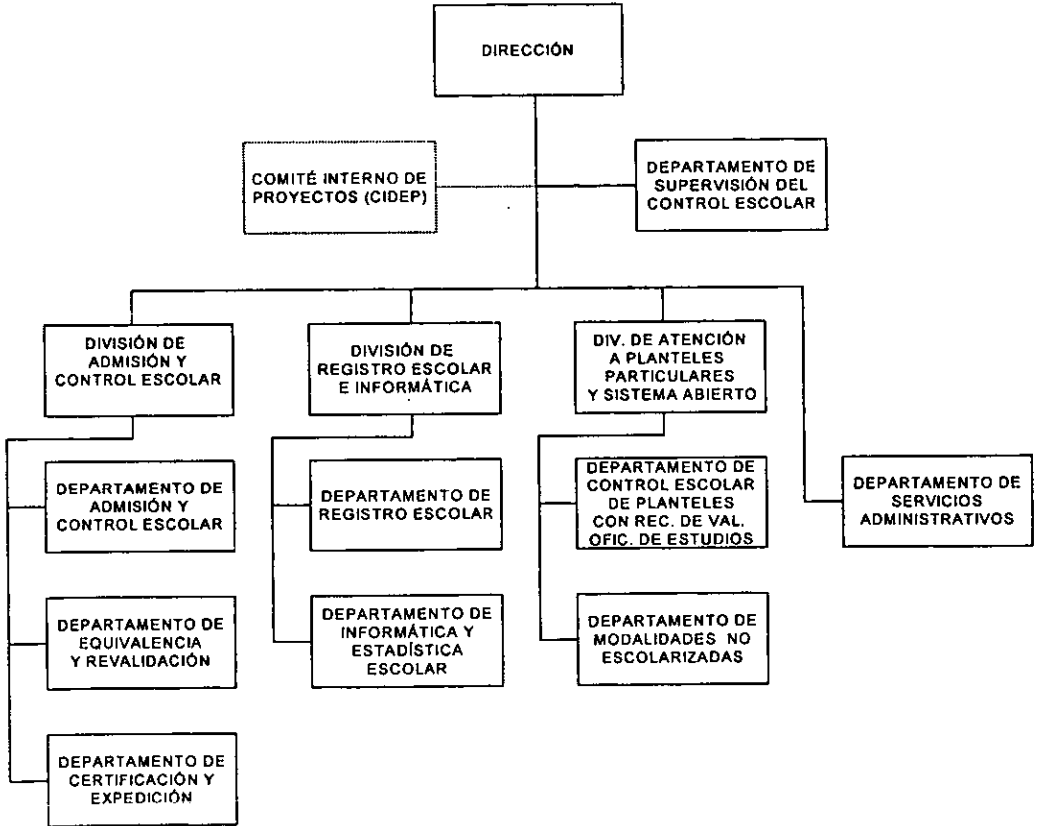 DIRECCIÓN
COMITÉ INTERNO DE
PROYECTOS (CIDEP)
DEPARTAMENTO DE
SUPERVISIÓN DEL
CONTROL ESCOLAR
DIVISIÓN DE
ADMISIÓN Y
CONTROL ESCOLAR
DIVISIÓN DE
REGISTRO ESCOLAR
E INFORMÁTICA
DIV. DE ATENCIÓN
A PLANTELES
PARTICULARES
Y SISTEMA ABIERTO
DEPARTAMENTO DE
ADMISIÓN Y
CONTROL ESCOLAR
DEPARTAMENTO DE
REGISTRO ESCOLAR
DEPARTAMENTO DE
CONTROL ESCOLAR
DE PLANTELES
CON REC. DE VAL.
OFIC. DE ESTUDIOS
DEPARTAMENTO DE
SERVICIOS
ADMINISTRATIVOS
DEPARTAMENTO DE
EQUIVALENCIA
Y REVALIDACIÓN
DEPARTAMENTO DE
INFORMÁTICA Y
ESTADÍSTICA
ESCOLAR
DEPARTAMENTO DE
MODALIDADES NO
ESCOLARIZADAS
DEPARTAMENTO DE
CERTIFICACIÓN Y
EXPEDICIÓN